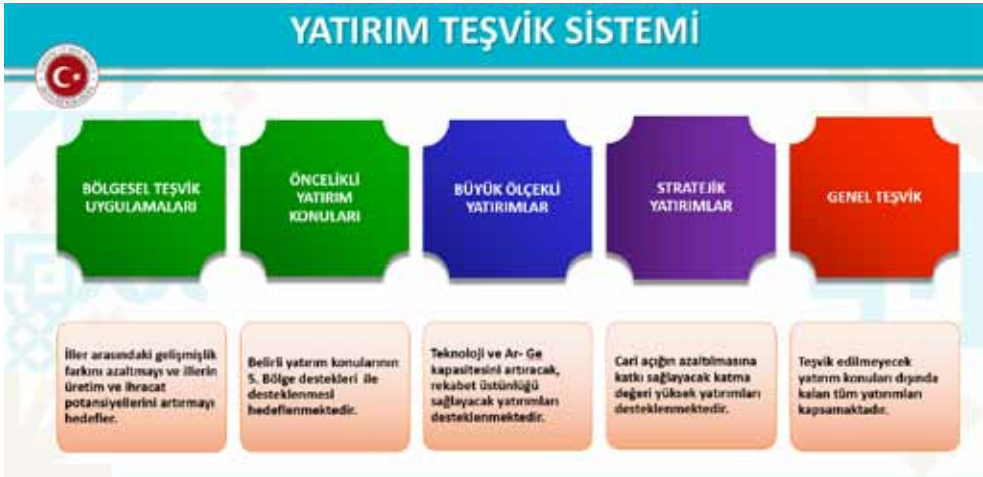 YATIRIM TEŞVİK SİSTEMİ
BÖLGESEL TEŞVİK
UYGULAMALARI
ÖNCELİKLİ
YATIRIM
KONULARI
BÜYÜK ÖLÇEKLİ
YATIRIMLAR
STRATEJİK
YATIRIMLAR
GENEL TEŞVİK
İller arasındaki gelişmişlik
farkını azaltmayı ve illerin
üretim ve ihracat
potansiyellerini artırmayı
hedefler.
Belirli yatırım konularının
5. Bölge destekleri ile
desteklenmesi
hedeflenmektedir.
Teknoloji ve Ar- Ge
kapasitesini artıracak,
rekabet üstünlüğü
sağlayacak yatırımları
desteklenmektedir.
Cari açığın azaltılmasına
katkı sağlayacak katma
değeri yüksek yatırımları
desteklenmektedir.
Teşvik edilmeyecek
yatırım konuları dışında
kalan tüm yatırımları
kapsamaktadır.